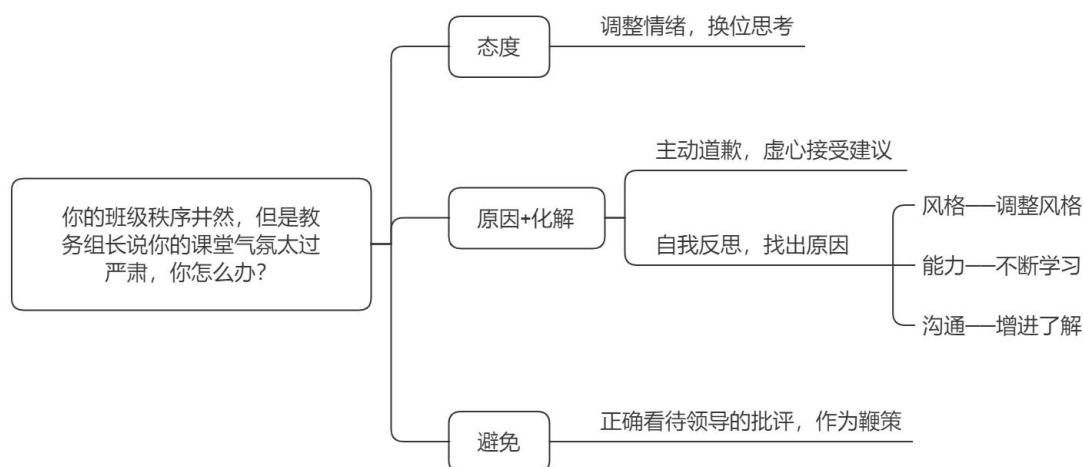 你的班级秩序井然，但是教
务组长说你的课堂气氛太过
严肃，你怎么办？
态度
调整情绪，换位思考
原因+化解
主动道歉，虚心接受建议
自我反思，找出原因
风格——调整风格
能力——不断学习
沟通——增进了解
避免
正确看待领导的批评，作为鞭策